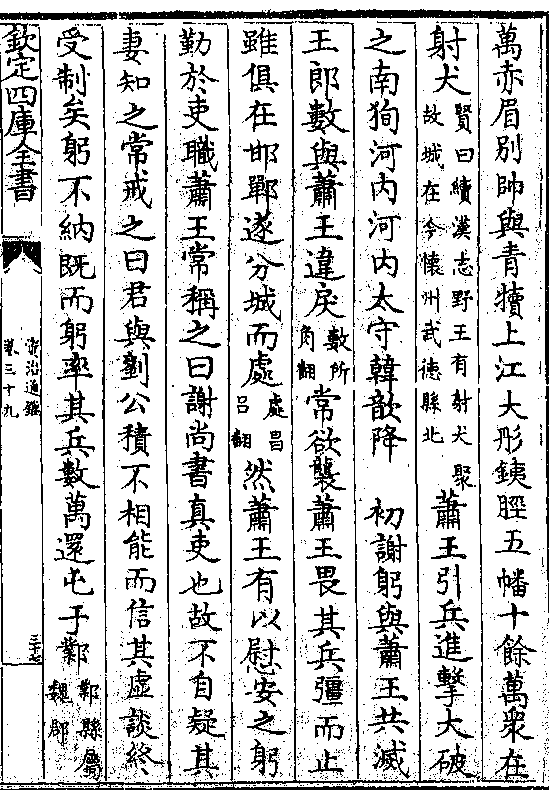 萬赤眉別帥與青犢上江大彤鐵脛五幡十餘萬衆在
射犬賢曰續漢志野王有射犬聚故城在今懷州武徳縣北蕭王引兵進擊大破
之南狥河内河内太守韓歆降　初謝躬與蕭王共滅
王郎數與蕭王違戾數所角翻常欲襲蕭王畏其兵彊而止
雖俱在邯鄲遂分城而處處昌吕翻然蕭王有以慰安之躬
勤於吏職蕭王常稱之曰謝尚書真吏也故不自疑其
妻知之常戒之曰君與劉公積不相能而信其虚談終
受制矣躬不納既而躬率其兵數萬還屯于鄴鄴縣屬魏郡
欽定四庫全書
資治通鑑
卷三十九
三十七